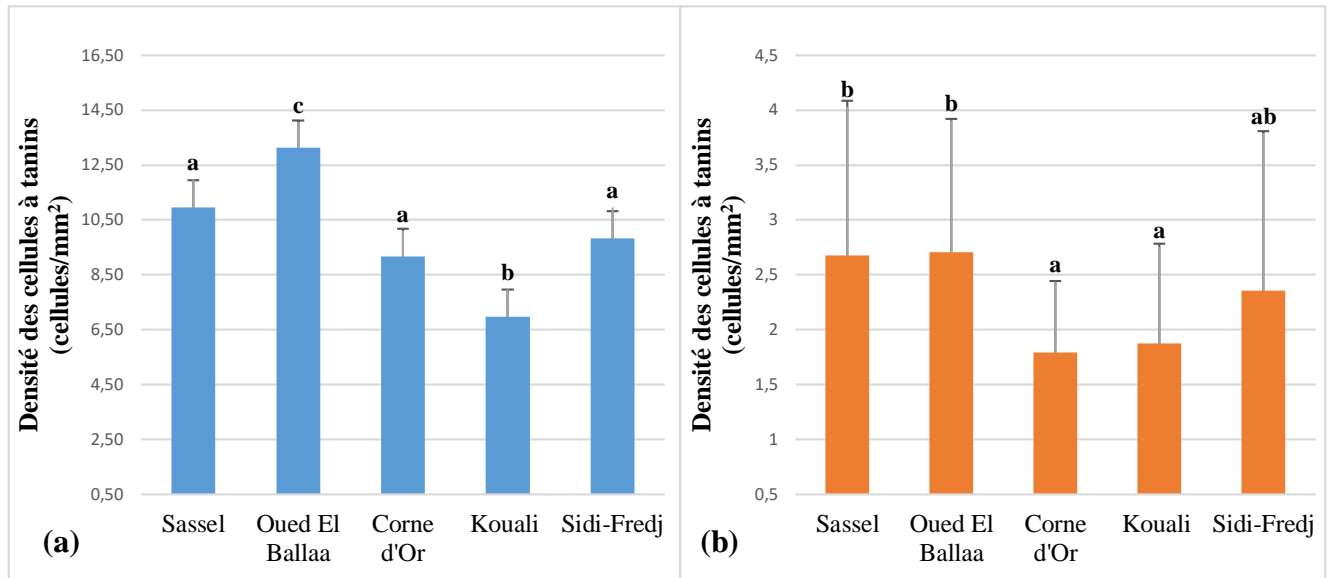 Densité des cellules à tanins
(cellules/mm²)
16,50
14,50
12,50
10,50
8,50
6,50
4,50
2,50
0,50
a
c
a
b
a
Sassel
Oued El
Ballaa
Corne
d'Or
Kouali
Sidi-Fredj
(a)
Densité des cellules à tanins
(cellules/mm²)
4,5
4
3,5
3
2,5
2
1,5
1
0,5
b
b
a
a
ab
Sassel
Oued El
Ballaa
Corne
d'Or
Kouali
Sidi-Fredj
(b)